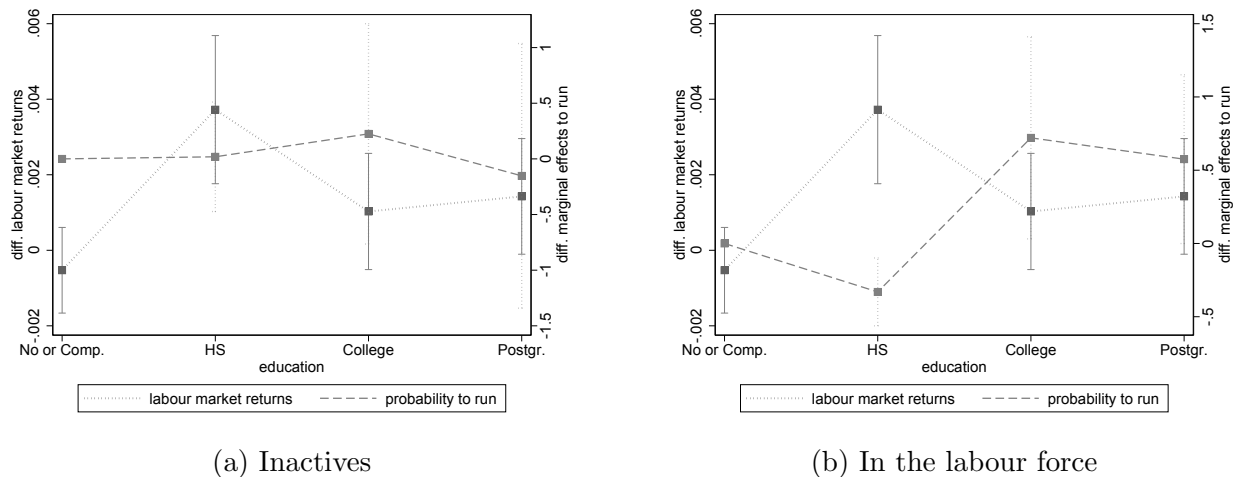 .006
.004
.002
0
-.002
diff. labour market returns
1
.5
0
-.5
-1
-1.5
diff. marginal effects to run
No or Comp.
HS
College
Postgr.
education
labour market returns
probability to run
(a) Inactives
.006
.004
.002
0
-.002
diff. labour market returns
1.5
1
.5
0
-.5
diff. marginal effects to run
No or Comp.
HS
College
Postgr.
education
labour market returns
probability to run
(b) In the labour force